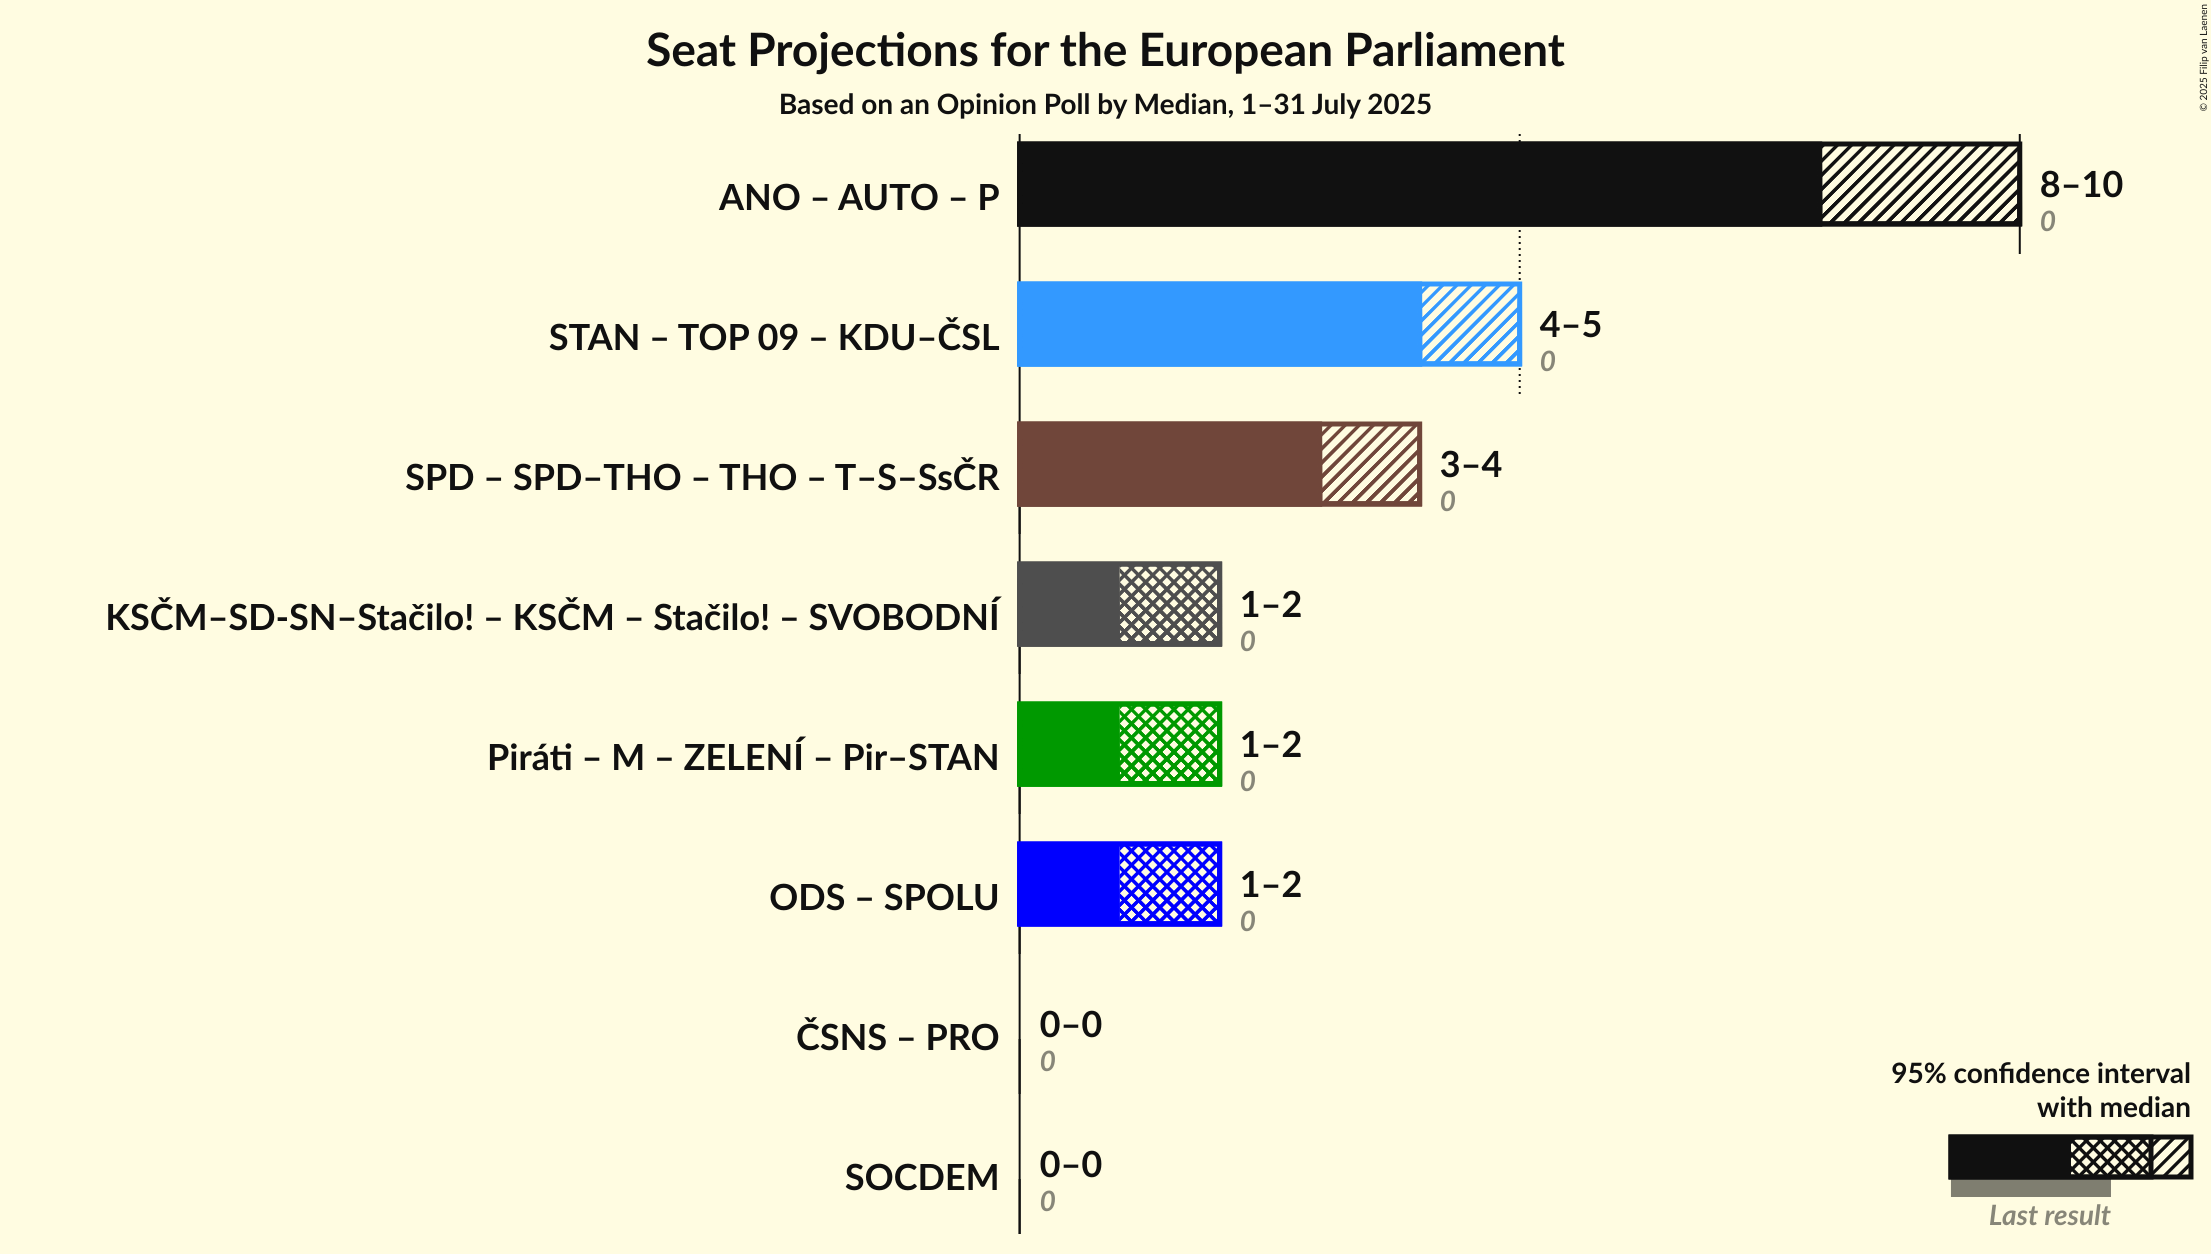 Seat Projections for the European Parliament
Based on an Opinion Poll by Median, 1–31 July 2025
© 2025 Filip van Laenen
ANO – AUTO – P
8–10
0
STAN – TOP 09 – KDU–ČSL
4–5
0
SPD – SPD–THO – THO – T–S–SsČR
3–4
0
KSČM–SD-SN–Stačilo! – KSČM – Stačilo! – SVOBODNÍ
1–2
0
Piráti – M – ZELENÍ – Pir–STAN
1–2
0
ODS – SPOLU
1–2
0
ČSNS – PRO
0–0
0
SOCDEM
0–0
0
95% confidence interval
with median
Last result